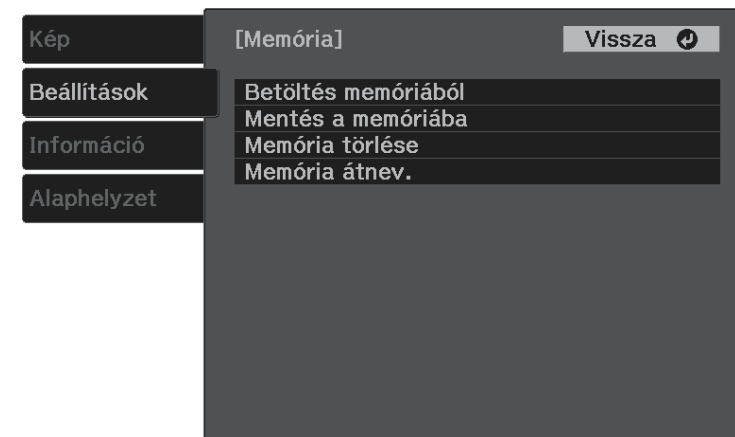 Kép
Beállítások
Információ
Alaphelyzet
[Memória]
Vissza
Betöltés memóriából
Mentés a memóriába
Memória törlése
Memória átnev.